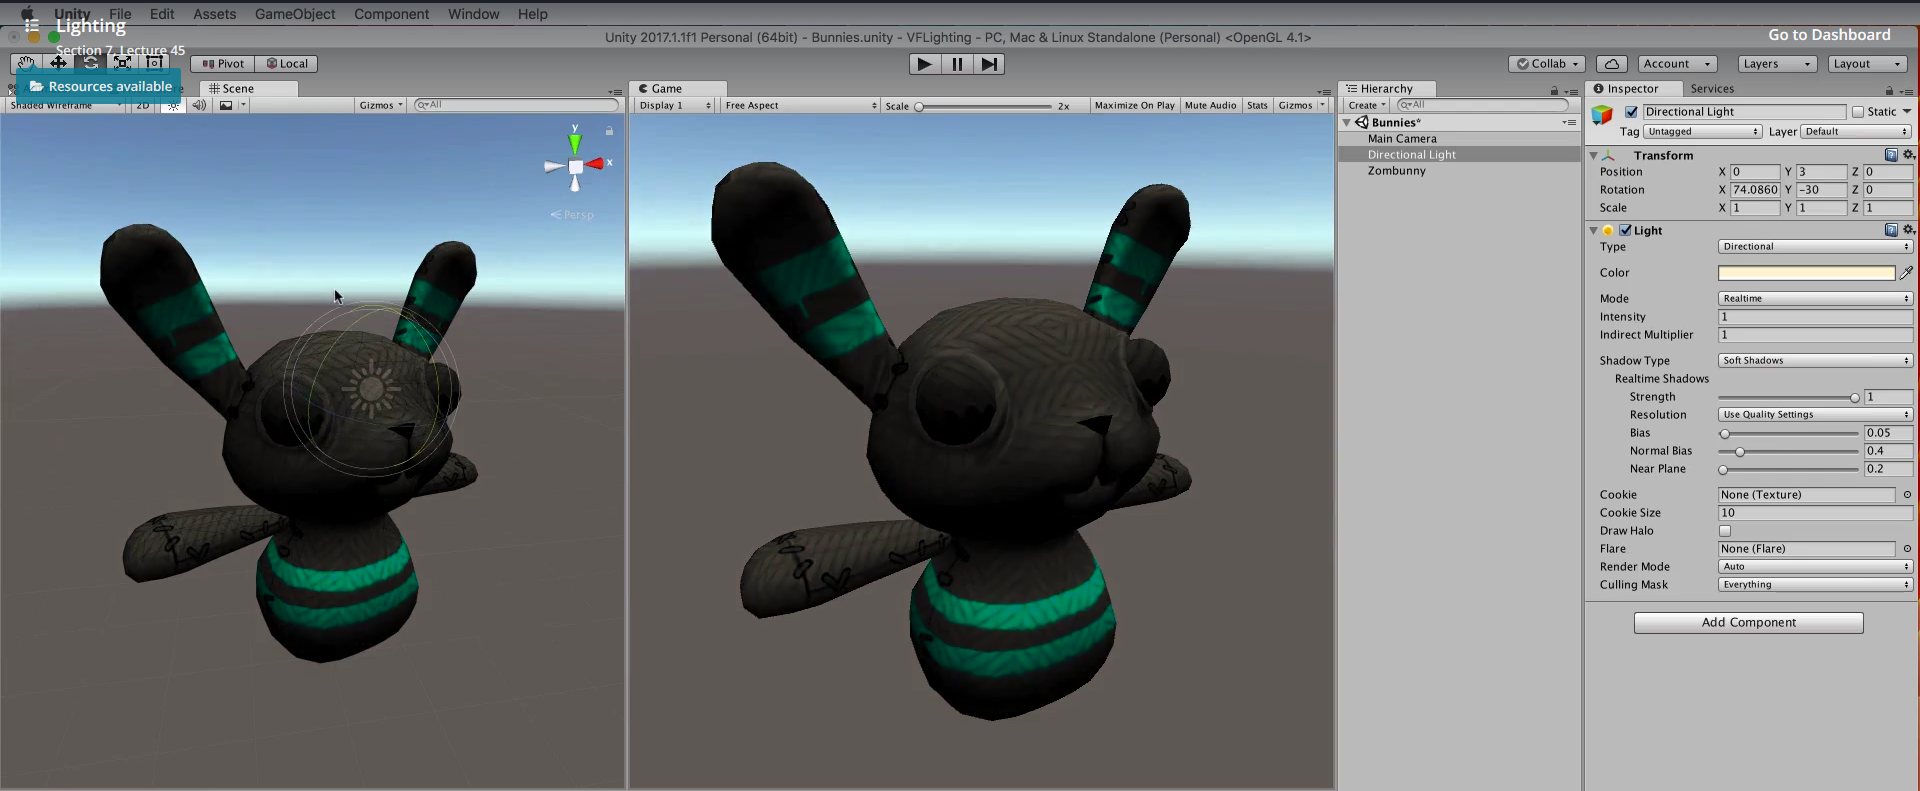 Unity File Edit Assets GameObject Component Window Help
Lighting
Section 7, Lecture 45
Unity 2017.1.1f1 Personal (64bit) - Bunnies.unity - VFLighting - PC, Mac & Linux Standalone (Personal) <OpenGL 4.1>
Go to Dashboard
Pivot Local
Collab Account Layers Layout
Resources available
Scene
Game
Hierarchy
Inspector Services
Shaded Wireframe 2D Gizmos All
Display 1 Free Aspect Scale 2x Maximize On Play Mute Audio Stats Gizmos
Create All
Bunnies*
Main Camera
Directional Light
Zombunny
y
x
Persp
Directional Light Static
Tag Untagged Layer Default
Transform
Position X 0 Y 3 Z 0
Rotation X 74.0860 Y -30 Z 0
Scale X 1 Y 1 Z 1
Light
Type Directional
Color
Mode Realtime
Intensity 1
Indirect Multiplier 1
Shadow Type Soft Shadows
Realtime Shadows
Strength 1
Resolution Use Quality Settings
Bias 0.05
Normal Bias 0.4
Near Plane 0.2
Cookie None (Texture)
Cookie Size 10
Draw Halo
Flare None (Flare)
Render Mode Auto
Culling Mask Everything
Add Component